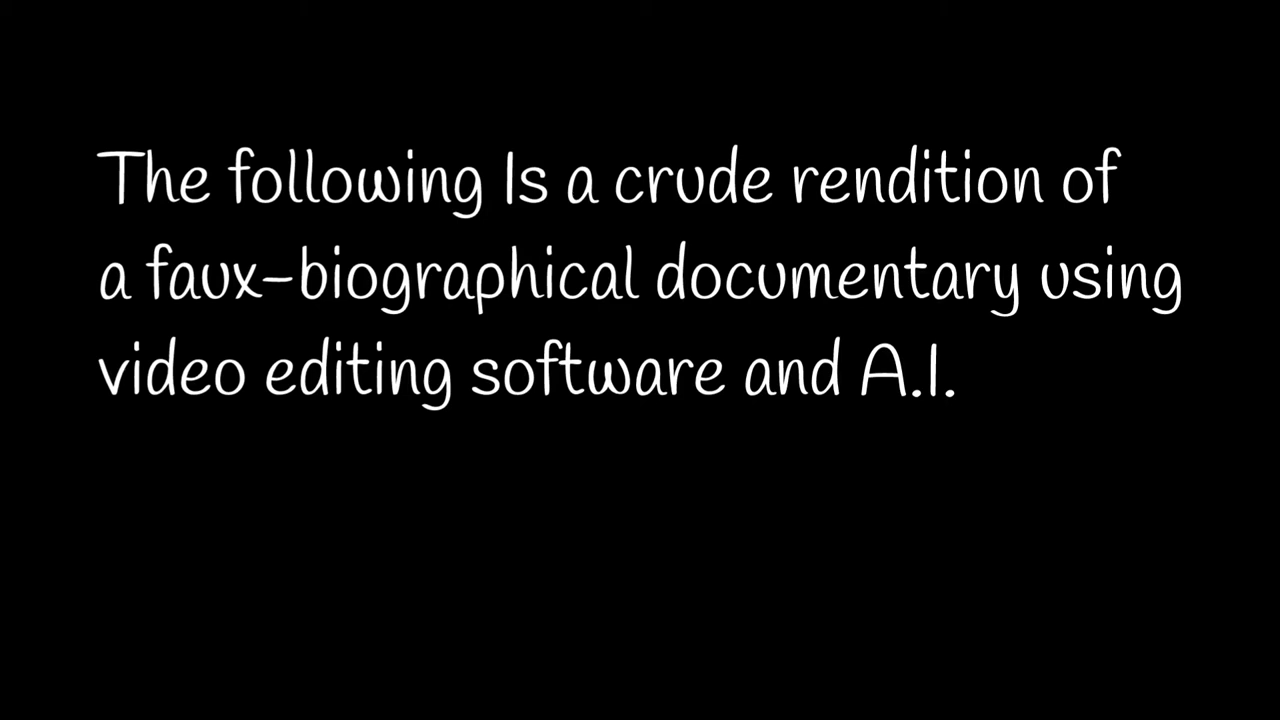 The following Is a crude rendition of
a faux-biographical documentary using
video editing software and A.I.